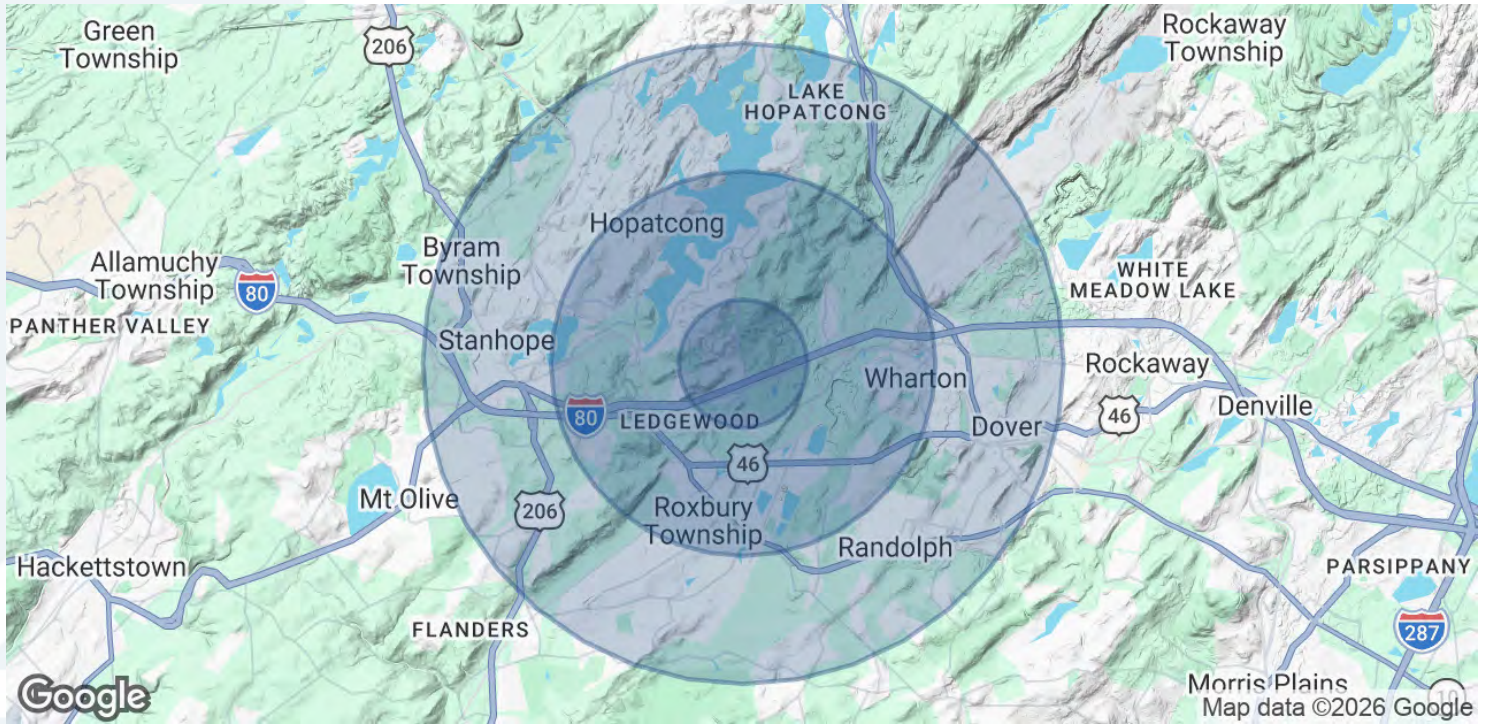 Green
Township
206
Rockaway
Township
LAKE
HOPATCONG
Hopatcong
Byram
Township
Allamuchy
Township
80
WHITE
MEADOW LAKE
PANTHER VALLEY
Stanhope
Rockaway
Wharton
80
LEDGEWOOD
46
Denville
Dover
46
Mt Olive
206
Roxbury
Township
Randolph
Hackettstown
PARSIPPANY
FLANDERS
287
Morris Plains
10
Google
Map data ©2026 Google